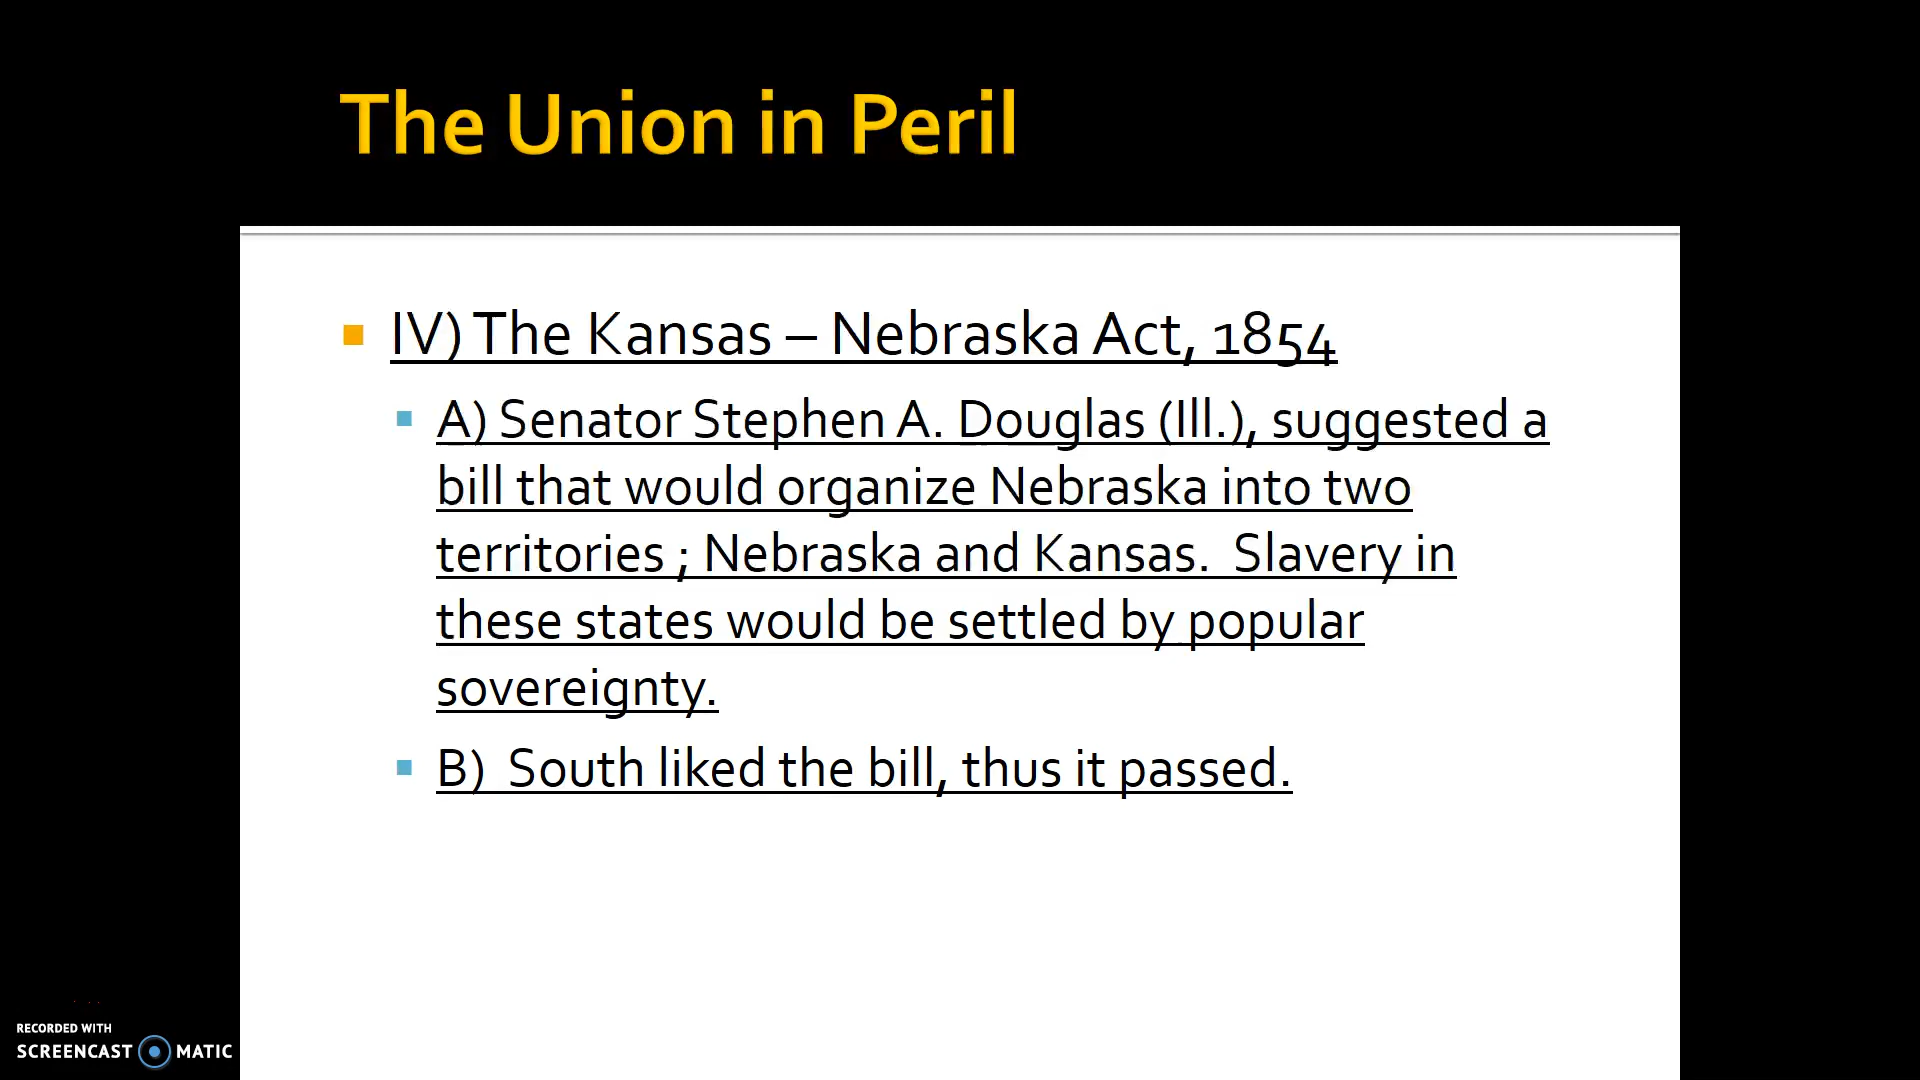 The Union in Peril
IV) The Kansas – Nebraska Act, 1854
A) Senator Stephen A. Douglas (Ill.), suggested a
bill that would organize Nebraska into two
territories ; Nebraska and Kansas.  Slavery in
these states would be settled by popular
sovereignty.
B)  South liked the bill, thus it passed.
RECORDED WITH
SCREENCAST MATIC